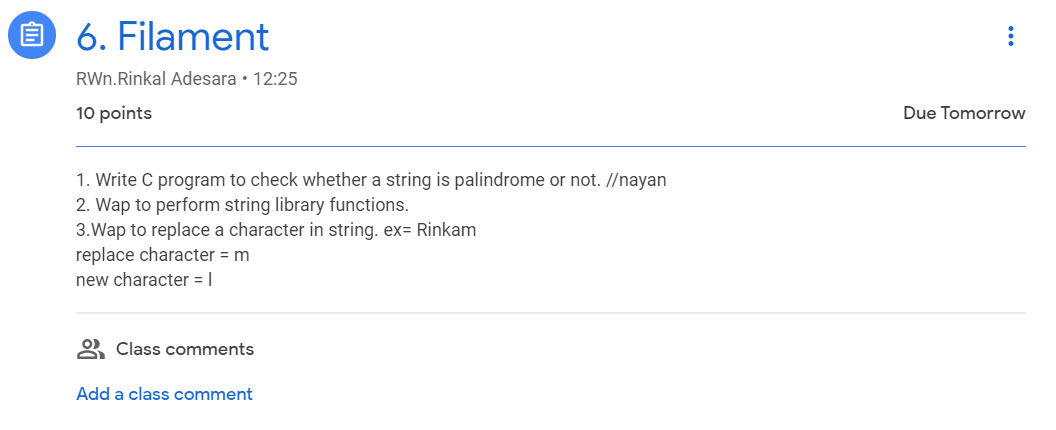 6. Filament
RWn.Rinkal Adesara • 12:25
10 points
Due Tomorrow
1. Write C program to check whether a string is palindrome or not. //nayan
2. Wap to perform string library functions.
3.Wap to replace a character in string. ex= Rinkam
replace character = m
new character = l
Class comments
Add a class comment